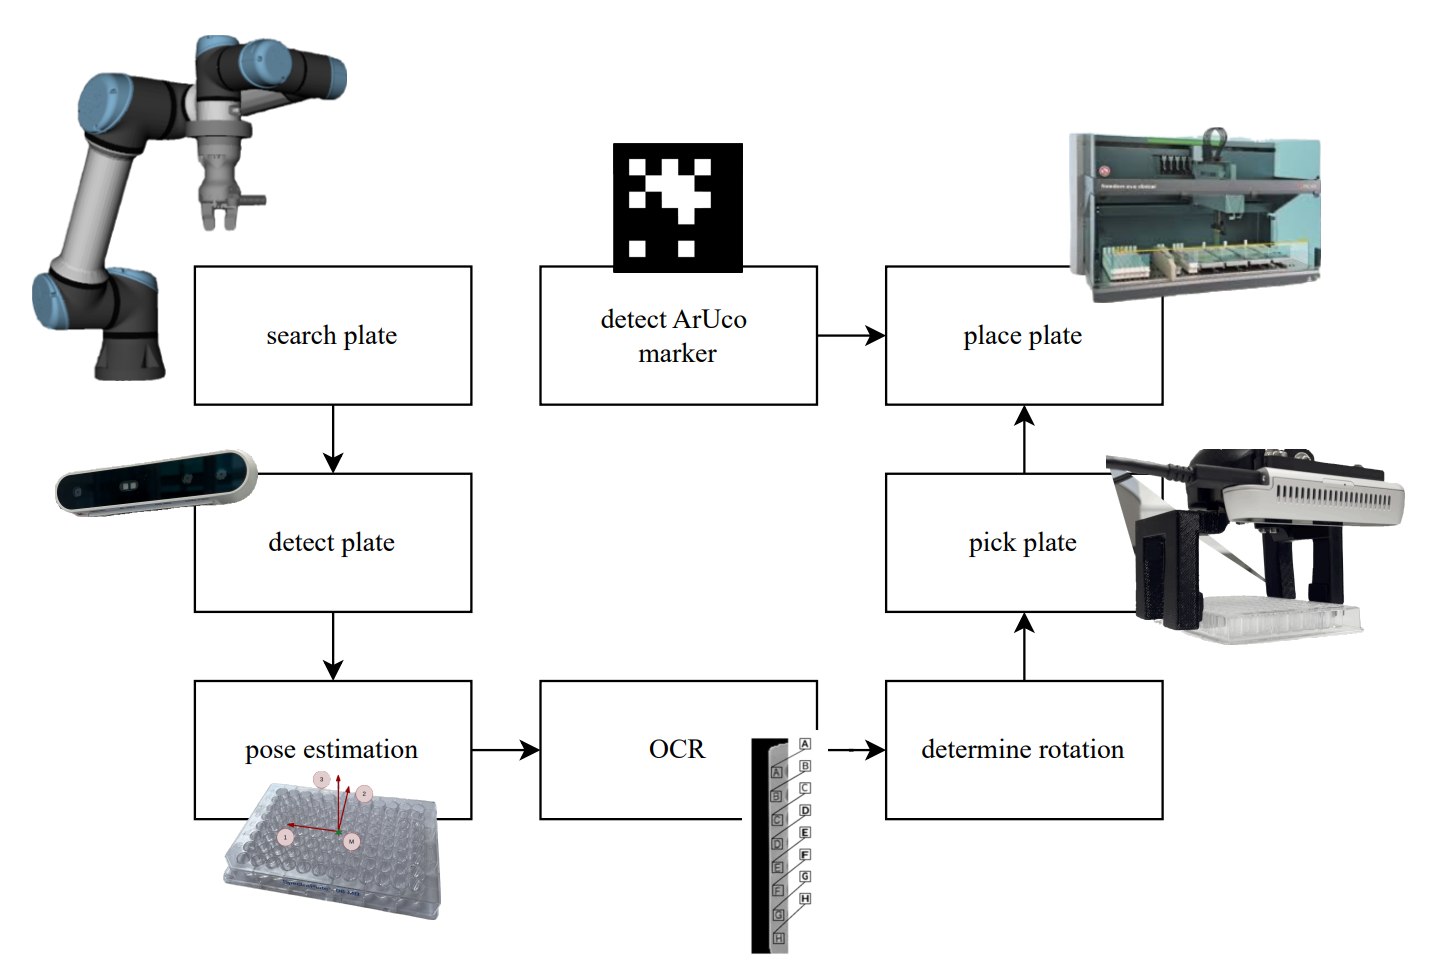 search plate
detect ArUco
marker
place plate
detect plate
pick plate
pose estimation
OCR
determine rotation
3
2
1
M
A
B
C
D
E
F
G
H
A
B
C
D
E
F
G
H